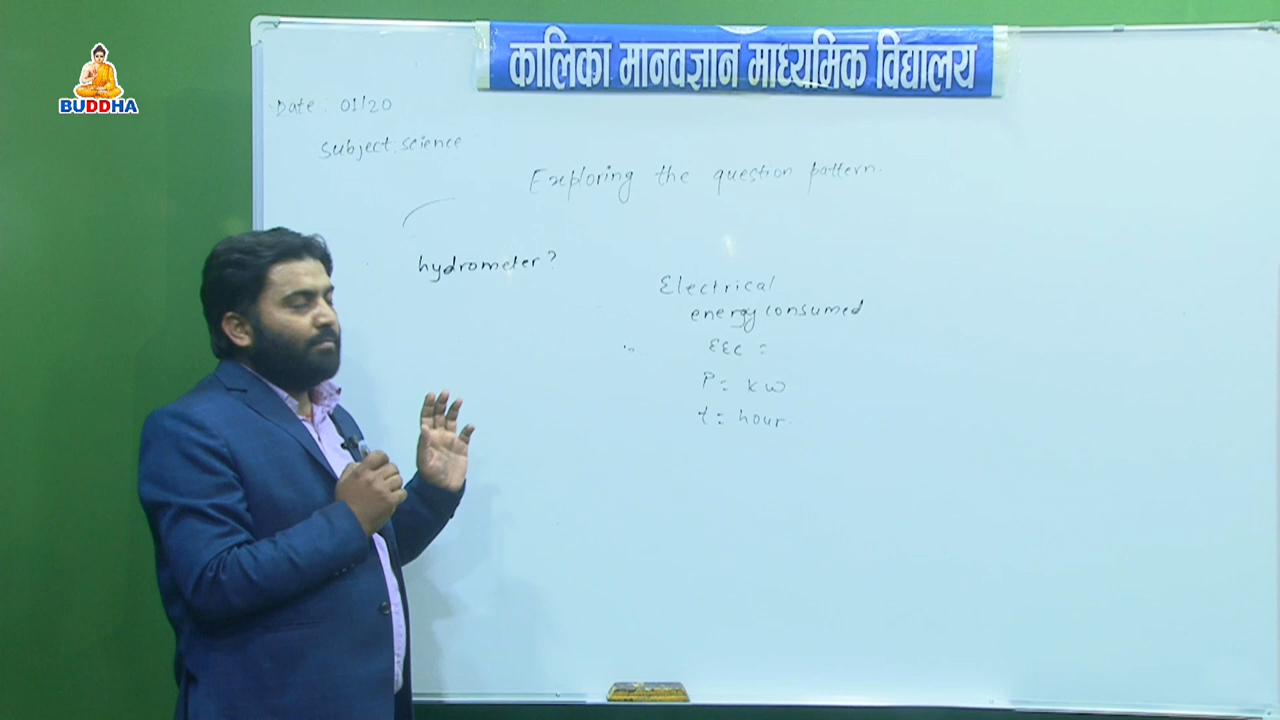 BUDDHA
कालिका मानवज्ञान माध्यमिक विद्यालय
Date: 01/20
Subject: science
Exploring the question pattern.
hydrometer?
Electrical
energy consumed
EEC =
P = kw
t = hour.